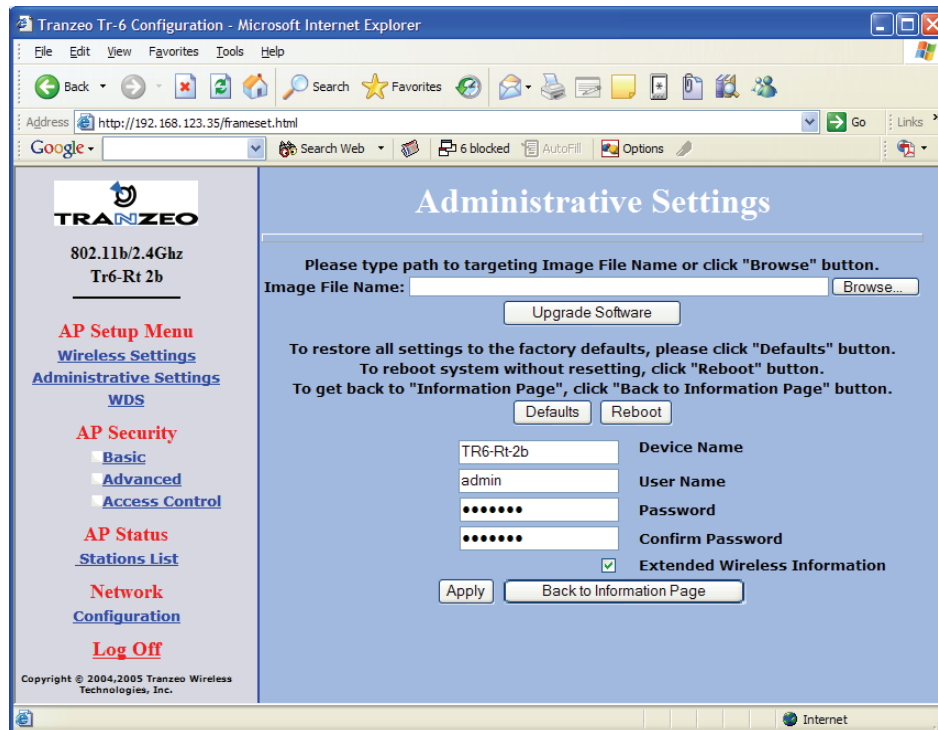 Tranzeo Tr-6 Configuration - Microsoft Internet Explorer
File Edit View Favorites Tools Help
Back Search Favorites
Address http://192.168.123.35/frameset.html Go Links
Google Search Web 6 blocked AutoFill Options
TRANZEO
802.11b/2.4Ghz
Tr6-Rt 2b
AP Setup Menu
Wireless Settings
Administrative Settings
WDS
AP Security
Basic
Advanced
Access Control
AP Status
Stations List
Network
Configuration
Log Off
Copyright © 2004,2005 Tranzeo Wireless
Technologies, Inc.
Administrative Settings
Please type path to targeting Image File Name or click "Browse" button.
Image File Name: Browse...
Upgrade Software
To restore all settings to the factory defaults, please click "Defaults" button.
To reboot system without resetting, click "Reboot" button.
To get back to "Information Page", click "Back to Information Page" button.
Defaults Reboot
TR6-Rt-2b Device Name
admin User Name
••••••• Password
••••••• Confirm Password
Extended Wireless Information
Apply Back to Information Page
Internet